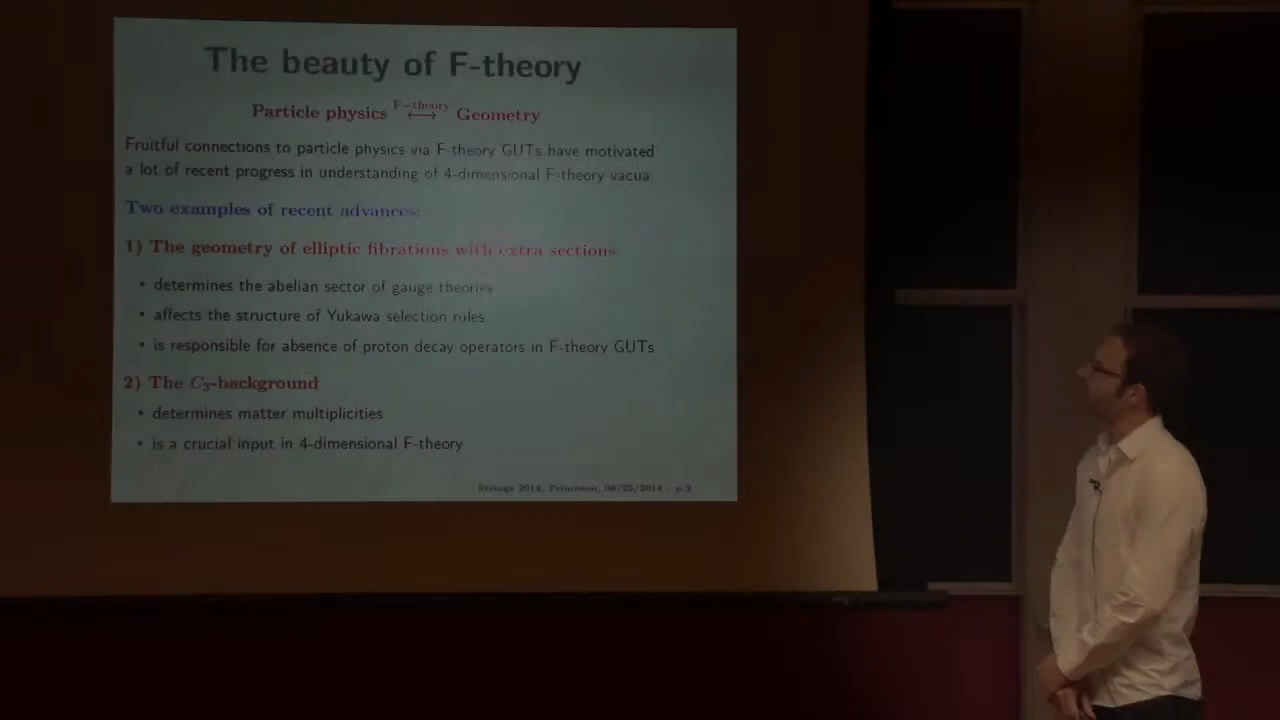 The beauty of F-theory
Particle physics F-theory ⟷ Geometry
Fruitful connections to particle physics via F-theory GUTs have motivated
a lot of recent progress in understanding of 4-dimensional F-theory vacua
Two examples of recent advances:
1) The geometry of elliptic fibrations with extra sections
• determines the abelian sector of gauge theories
• affects the structure of Yukawa selection rules
• is responsible for absence of proton decay operators in F-theory GUTs
2) The C₃-background
• determines matter multiplicities
• is a crucial input in 4-dimensional F-theory
2014, Princeton, 06/25/2014 – p.2